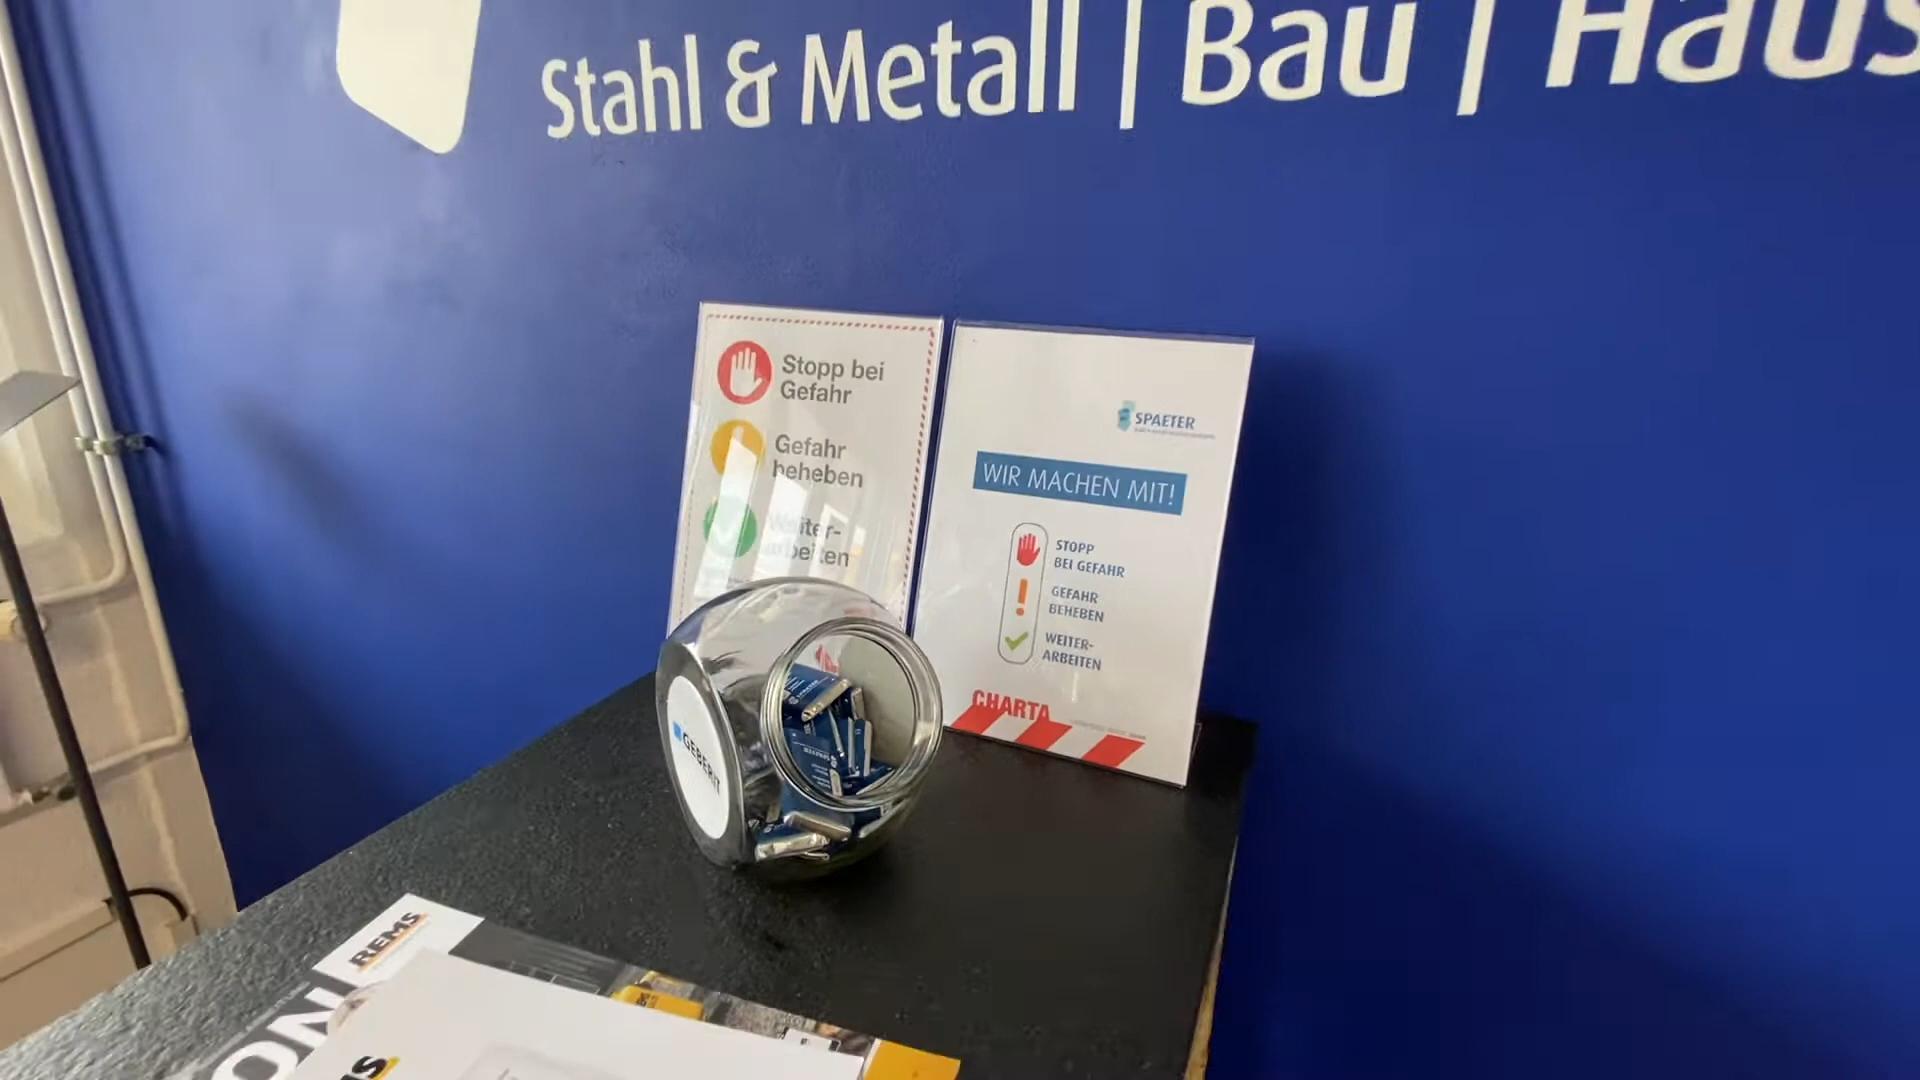 Stahl & Metall | Bau | Haus
Stopp bei
Gefahr
Gefahr
beheben
Weiter-
arbeiten
SPAETER
WIR MACHEN MIT!
STOPP
BEI GEFAHR
GEFAHR
BEHEBEN
WEITER-
ARBEITEN
CHARTA
GEBERIT
REMS
ON